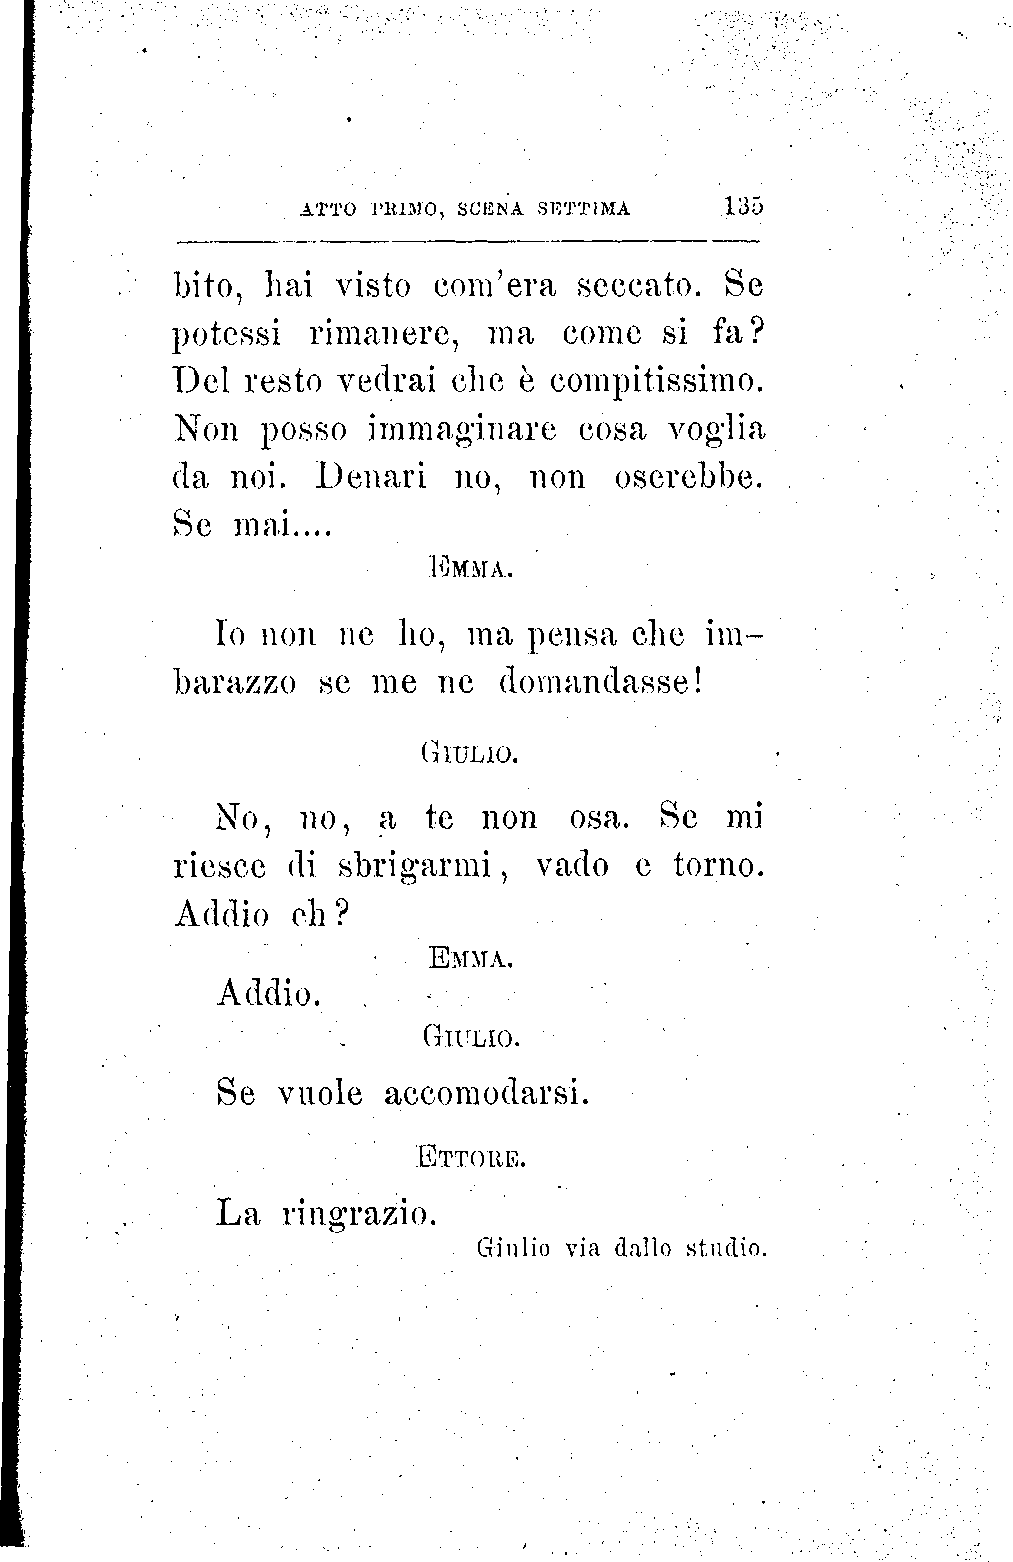 ATTO PRIMO, SCENA SETTIMA 135
bito, hai visto com'era seccato. Se
potessi rimanere, ma come si fa?
Del resto vedrai che è compitissimo.
Non posso immaginare cosa voglia
da noi. Denari no, non oserebbe.
Se mai....
EMMA.
Io non ne ho, ma pensa che im-
barazzo se me ne domandasse!
GIULIO.
No, no, a te non osa. Se mi
riesce di sbrigarmi, vado e torno.
Addio eh?
EMMA.
Addio.
GIULIO.
Se vuole accomodarsi.
ETTORE.
La ringrazio.
Giulio via dallo studio.